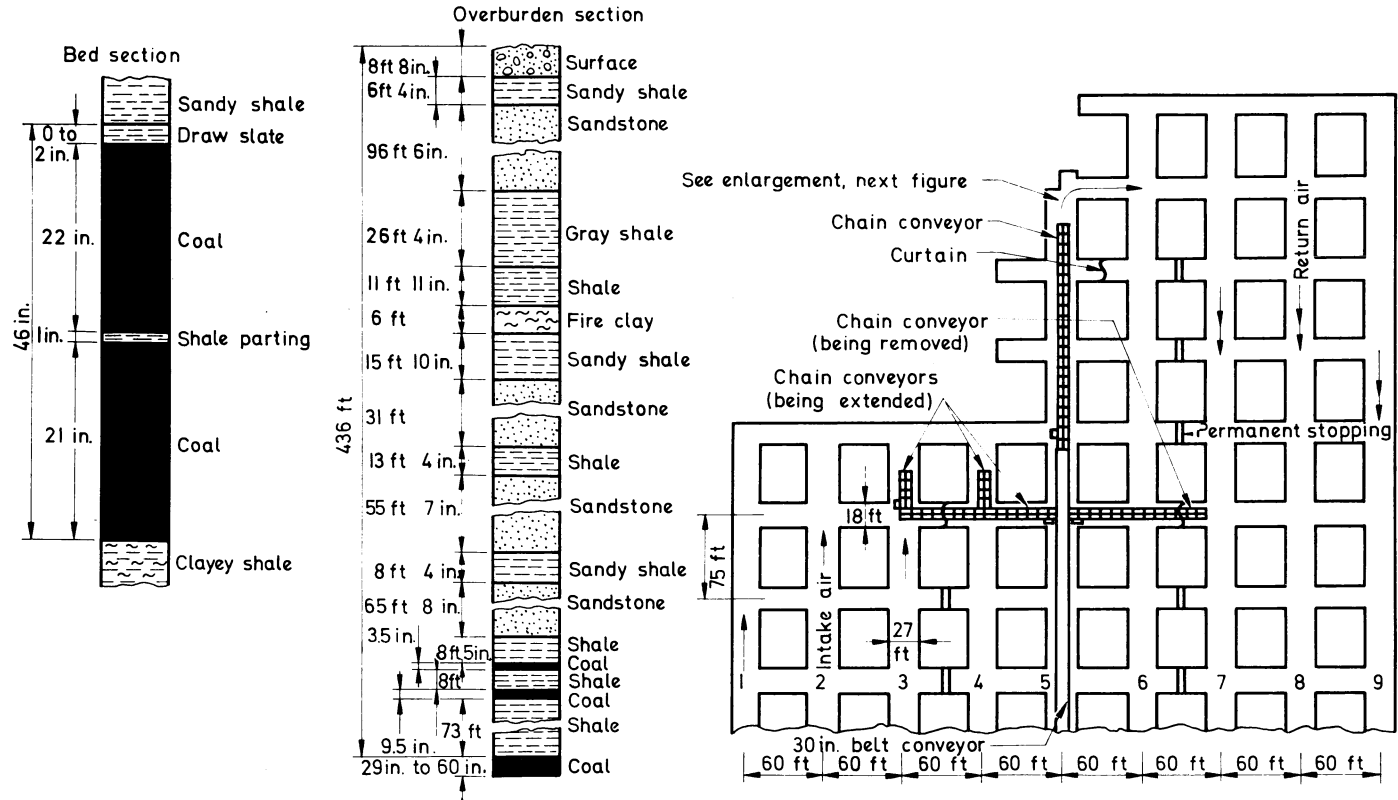 Overburden section
Bed section
Sandy shale
0 to
2 in.
Draw slate
22 in.
Coal
46 in.
1 in.
Shale parting
21 in.
Coal
Clayey shale
436 ft
8 ft 8 in.
Surface
6 ft 4 in.
Sandy shale
Sandstone
96 ft 6 in.
26 ft 4 in.
Gray shale
11 ft 11 in.
Shale
6 ft
Fire clay
15 ft 10 in.
Sandy shale
Sandstone
31 ft
13 ft 4 in.
Shale
55 ft 7 in.
Sandstone
8 ft 4 in.
Sandy shale
65 ft 8 in.
Sandstone
3.5 in.
Shale
8 ft 5 in.
Coal
8 ft
Shale
Coal
73 ft
Shale
9.5 in.
29 in. to 60 in.
Coal
See enlargement, next figure
Chain conveyor
Curtain
Return air
Chain conveyor
(being removed)
Chain conveyors
(being extended)
Permanent stopping
18 ft
75 ft
Intake air
27
ft
1 2 3 4 5 6 7 8 9
30 in. belt conveyor
60 ft 60 ft 60 ft 60 ft 60 ft 60 ft 60 ft 60 ft